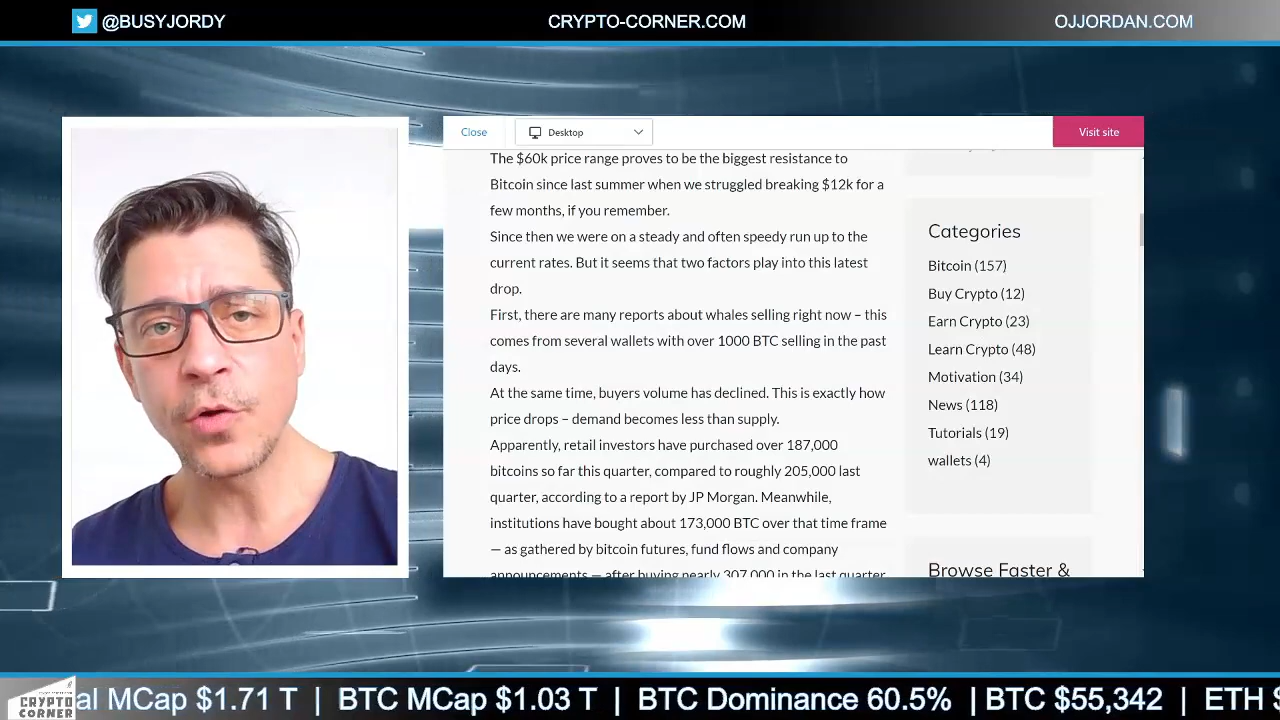 @BUSYJORDY
CRYPTO-CORNER.COM
OJJORDAN.COM
Close
Desktop
Visit site
The $60k price range proves to be the biggest resistance to
Bitcoin since last summer when we struggled breaking $12k for a
few months, if you remember.
Since then we were on a steady and often speedy run up to the
current rates. But it seems that two factors play into this latest
drop.
First, there are many reports about whales selling right now – this
comes from several wallets with over 1000 BTC selling in the past
days.
At the same time, buyers volume has declined. This is exactly how
price drops – demand becomes less than supply.
Apparently, retail investors have purchased over 187,000
bitcoins so far this quarter, compared to roughly 205,000 last
quarter, according to a report by JP Morgan. Meanwhile,
institutions have bought about 173,000 BTC over that time frame
— as gathered by bitcoin futures, fund flows and company
announcements — after buying nearly 307,000 in the last quarter
Categories
Bitcoin (157)
Buy Crypto (12)
Earn Crypto (23)
Learn Crypto (48)
Motivation (34)
News (118)
Tutorials (19)
wallets (4)
Browse Faster &
CRYPTO
CORNER
al MCap $1.71 T | BTC MCap $1.03 T | BTC Dominance 60.5% | BTC $55,342 | ETH $